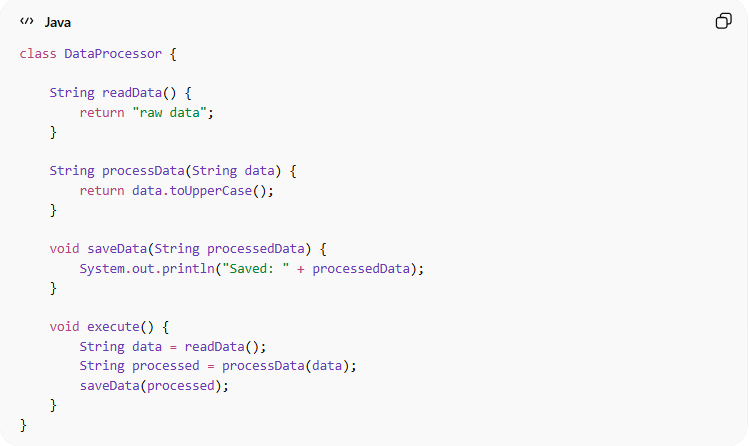 </> Java
class DataProcessor {
    String readData() {
        return "raw data";
    }
    String processData(String data) {
        return data.toUpperCase();
    }
    void saveData(String processedData) {
        System.out.println("Saved: " + processedData);
    }
    void execute() {
        String data = readData();
        String processed = processData(data);
        saveData(processed);
    }
}